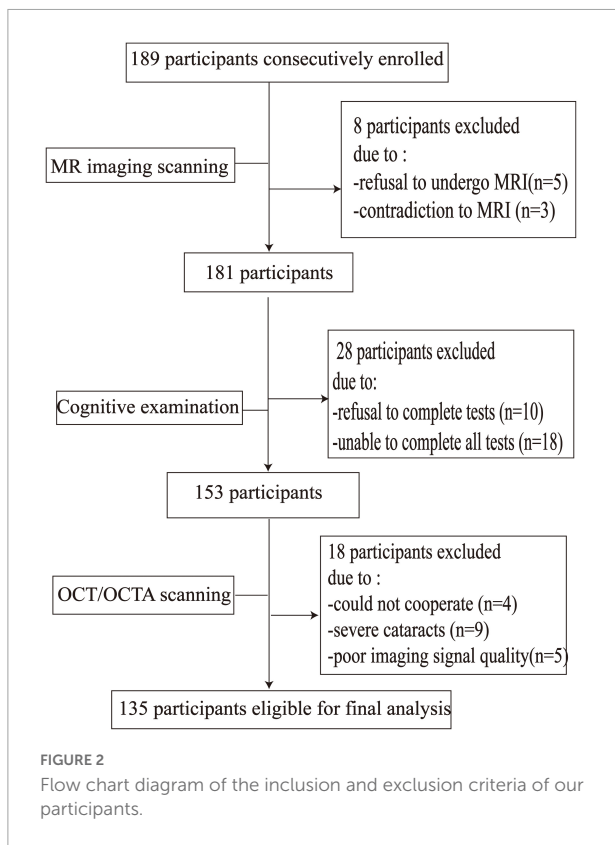 189 participants consecutively enrolled
8 participants excluded
due to :
-refusal to undergo MRI(n=5)
-contradiction to MRI (n=3)
MR imaging scanning
181 participants
28 participants excluded
due to:
-refusal to complete tests (n=10)
-unable to complete all tests (n=18)
Cognitive examination
153 participants
18 participants excluded
due to :
-could not cooperate (n=4)
-severe cataracts (n=9)
-poor imaging signal quality(n=5)
OCT/OCTA scanning
135 participants eligible for final analysis
FIGURE 2
Flow chart diagram of the inclusion and exclusion criteria of our
participants.